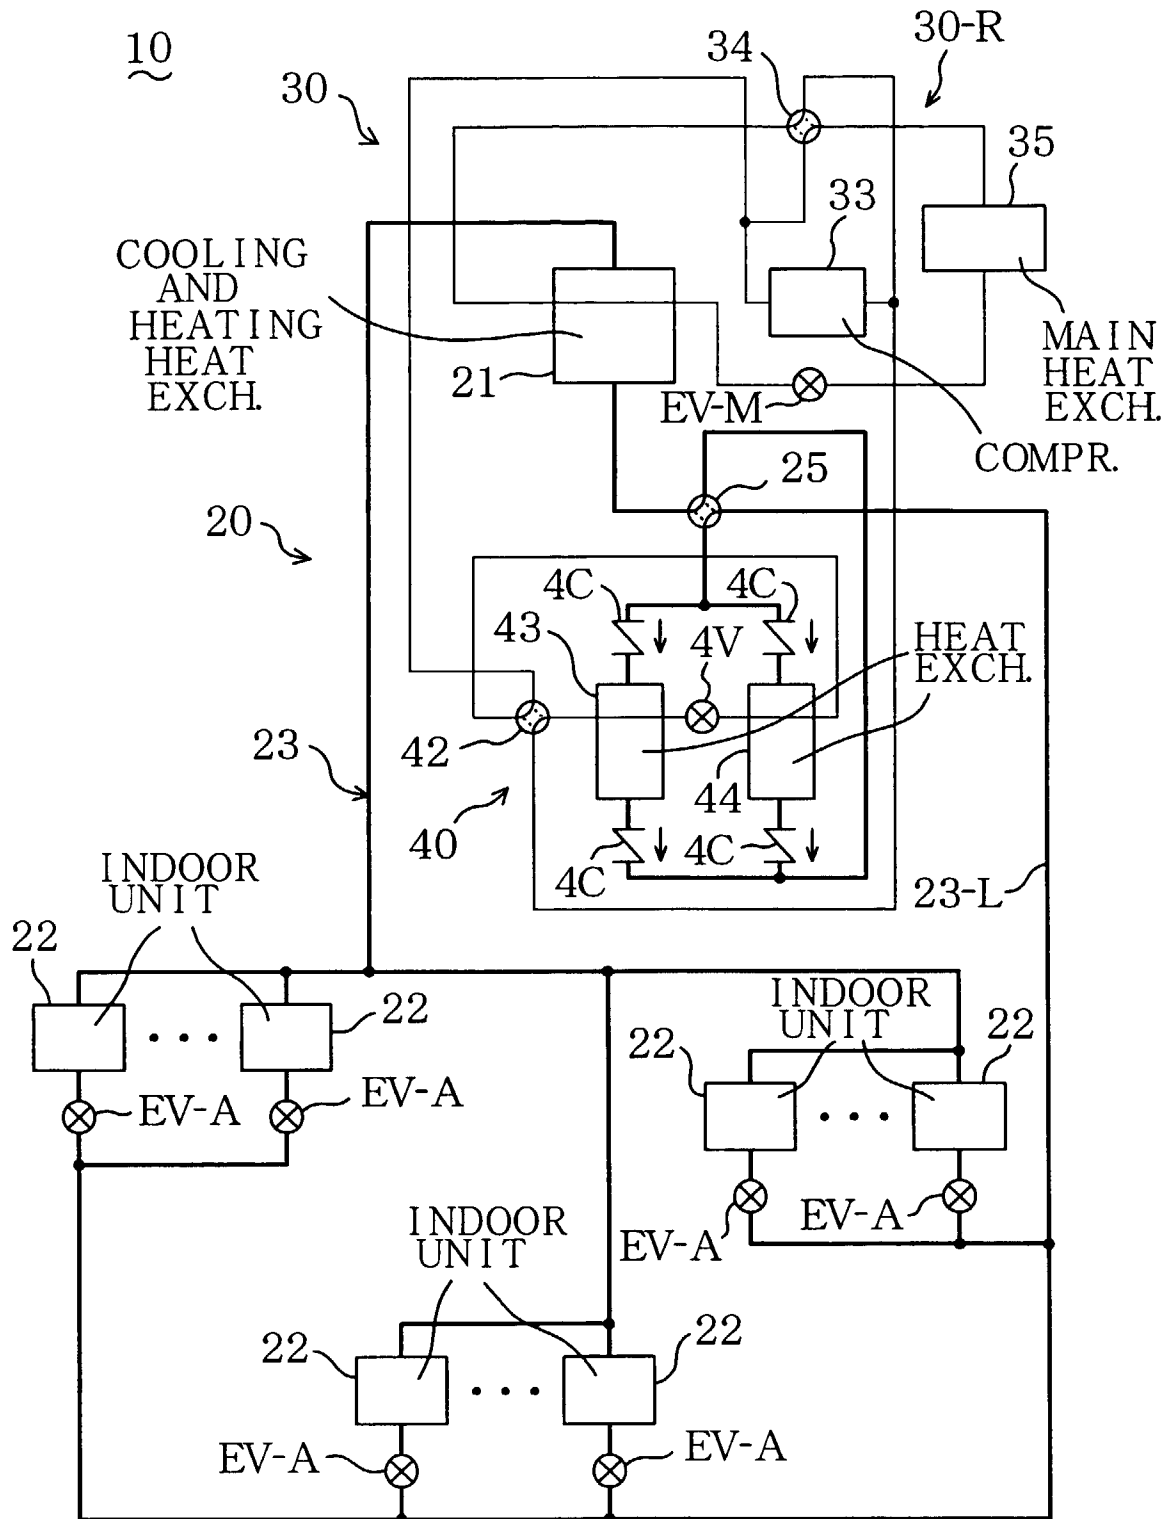 10
30-R
34
30
35
33
COOLING
AND
HEATING
HEAT
EXCH.
21
MAIN
HEAT
EXCH.
EV-M
COMPR.
25
20
4C
4C
43
4V
HEAT
EXCH.
42
23
44
40
4C
4C
23-L
INDOOR
UNIT
22
22
INDOOR
UNIT
22
22
EV-A
EV-A
EV-A
EV-A
INDOOR
UNIT
22
22
EV-A
EV-A